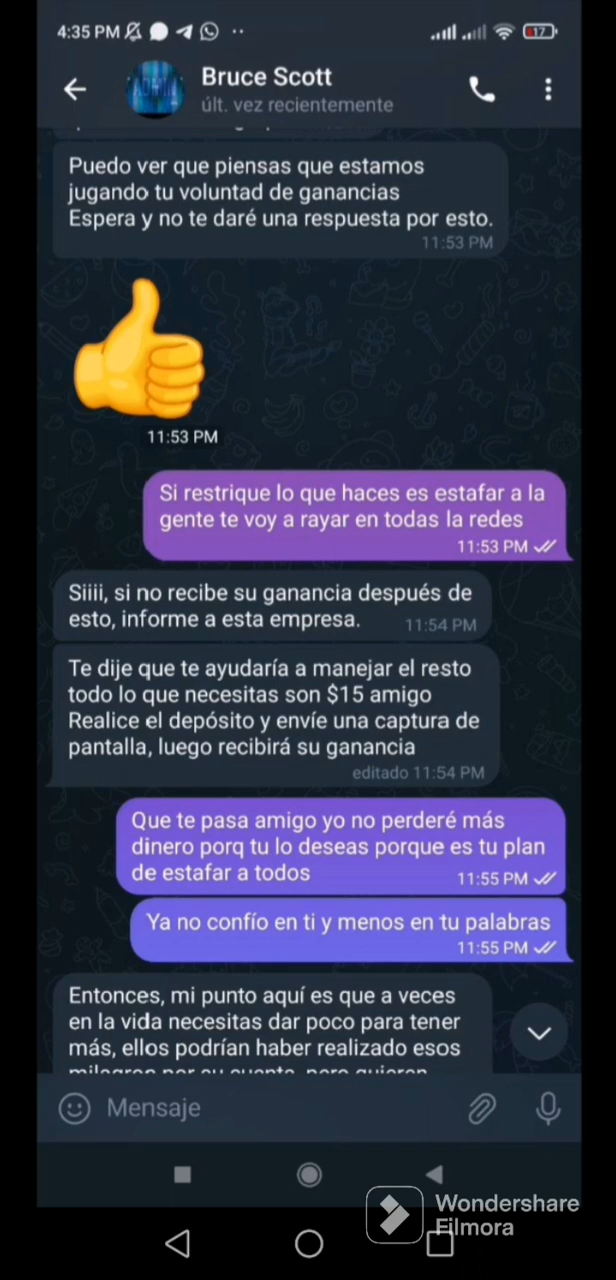 4:35 PM
17
Bruce Scott
últ. vez recientemente
ADMIN
Puedo ver que piensas que estamos
jugando tu voluntad de ganancias
Espera y no te daré una respuesta por esto.
11:53 PM
11:53 PM
Si restrique lo que haces es estafar a la
gente te voy a rayar en todas la redes
11:53 PM
Siiii, si no recibe su ganancia después de
esto, informe a esta empresa.
11:54 PM
Te dije que te ayudaría a manejar el resto
todo lo que necesitas son $15 amigo
Realice el depósito y envíe una captura de
pantalla, luego recibirá su ganancia
editado 11:54 PM
Que te pasa amigo yo no perderé más
dinero porq tu lo deseas porque es tu plan
de estafar a todos
11:55 PM
Ya no confío en ti y menos en tu palabras
11:55 PM
Entonces, mi punto aquí es que a veces
en la vida necesitas dar poco para tener
más, ellos podrían haber realizado esos
milagros por su cuenta, pero quieren
Mensaje
Wondershare
Filmora